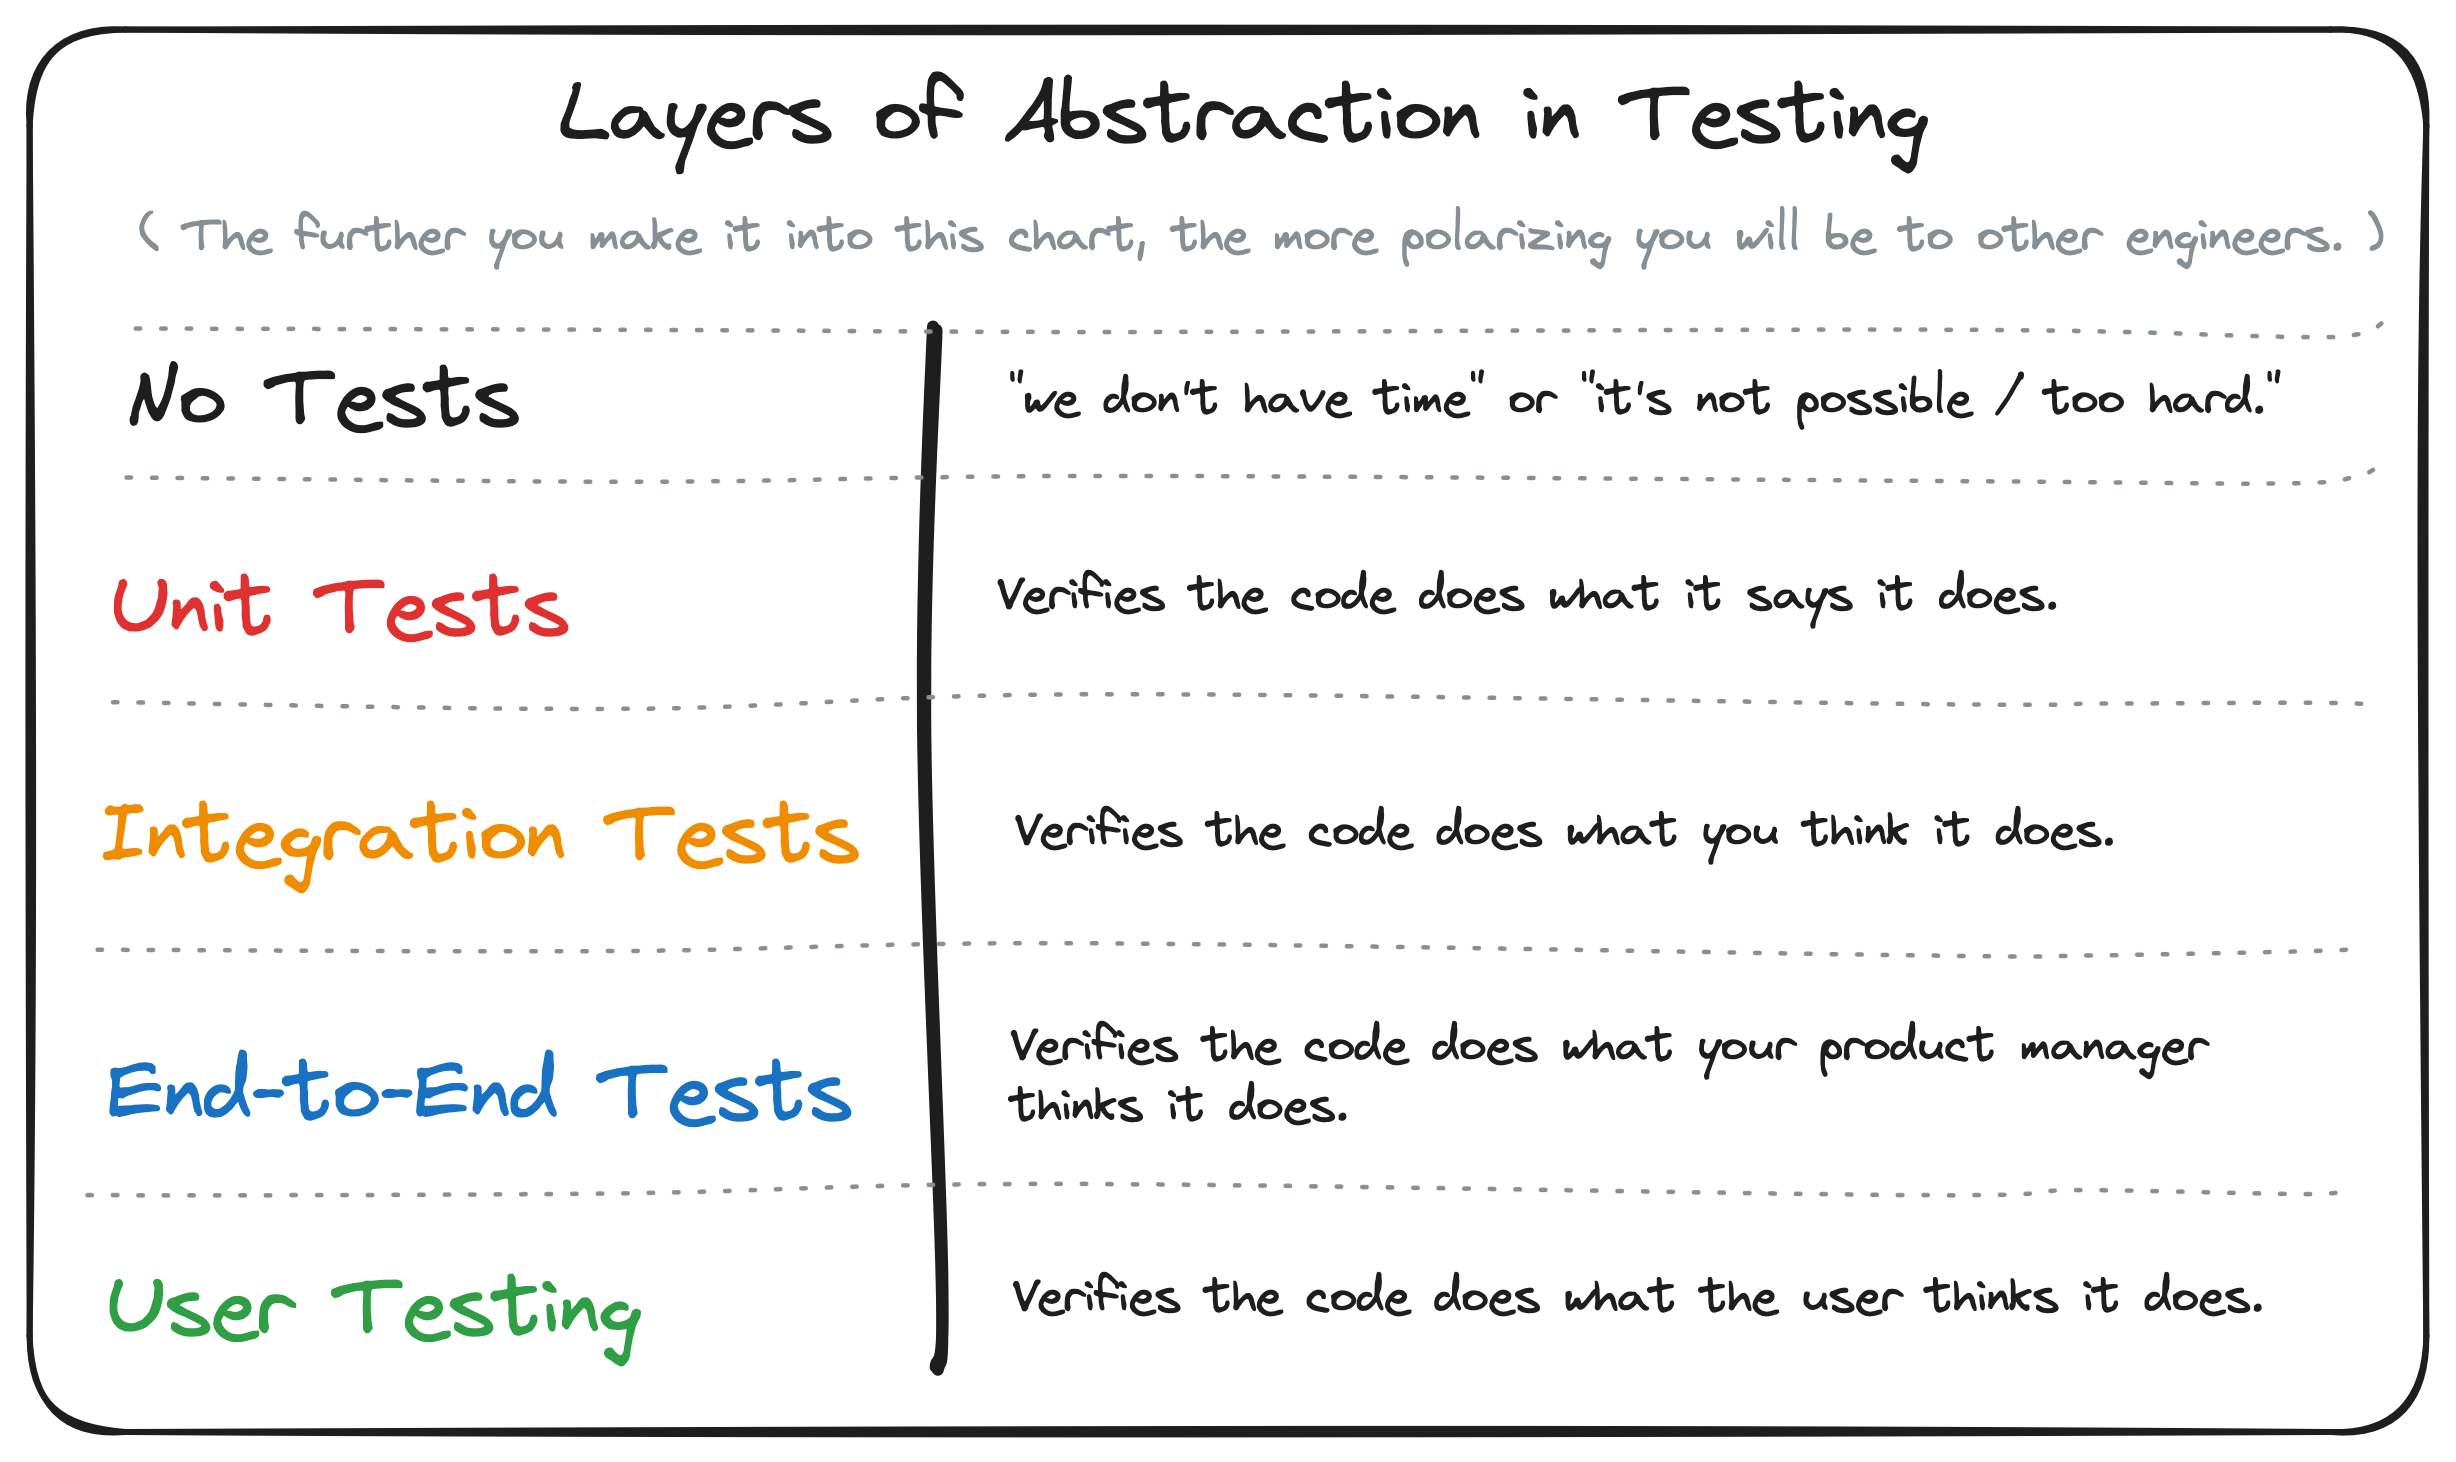 Layers of Abstraction in Testing
( The further you make it into this chart, the more polarizing you will be to other enginees. )
No Tests
"we don't have time" or "it's not possible / too hard."
Unit Tests
Verifies the code does what it says it does.
Integration Tests
Verifies the code does what you think it does.
End-to-End Tests
Verifies the code does what your product manager
thinks it does.
User Testing
Verifies the code does what the user thinks it does.